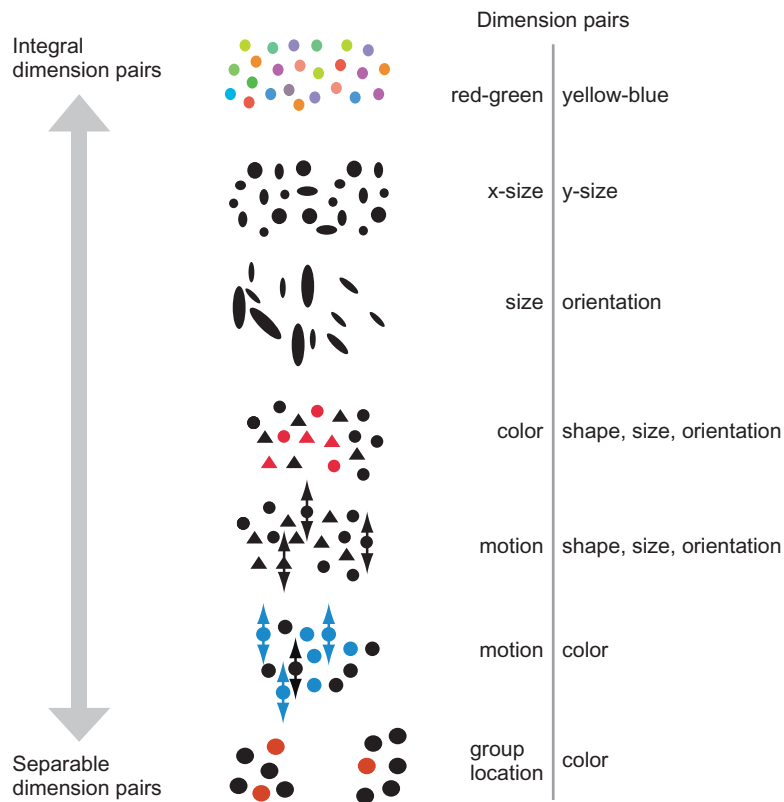 Dimension pairs
Integral
dimension pairs
red-green yellow-blue
x-size y-size
size orientation
color shape, size, orientation
motion shape, size, orientation
motion color
group
location color
Separable
dimension pairs